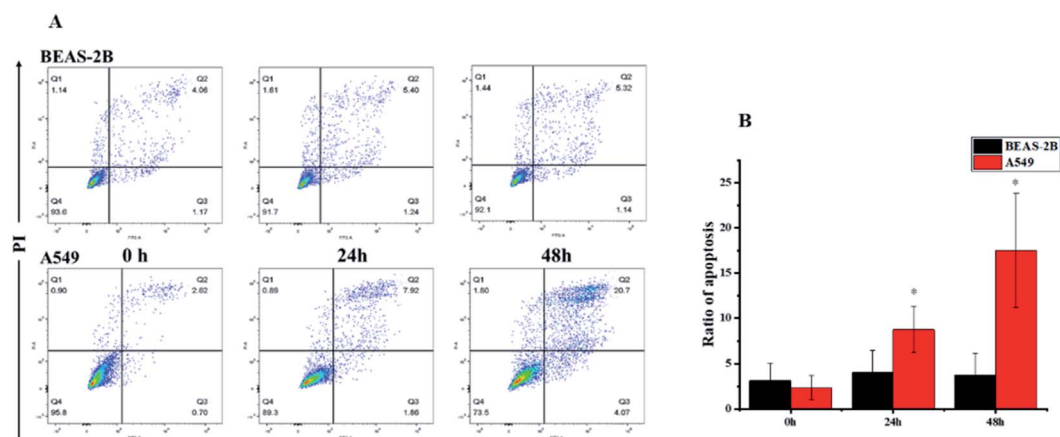 A
BEAS-2B
Q1
1.14
Q2
4.06
Q4
93.6
Q3
1.17
Q1
1.61
Q2
5.40
Q4
91.7
Q3
1.24
Q1
1.44
Q2
5.32
Q4
92.1
Q3
1.14
PI
A549
0 h
24h
48h
Q1
0.90
Q2
2.62
Q4
95.8
Q3
0.70
Q1
0.89
Q2
7.92
Q4
89.3
Q3
1.86
Q1
1.80
Q2
20.7
Q4
73.5
Q3
4.07
B
BEAS-2B
A549
Ratio of apoptosis
25
20
15
10
5
0
*
*
0h
24h
48h